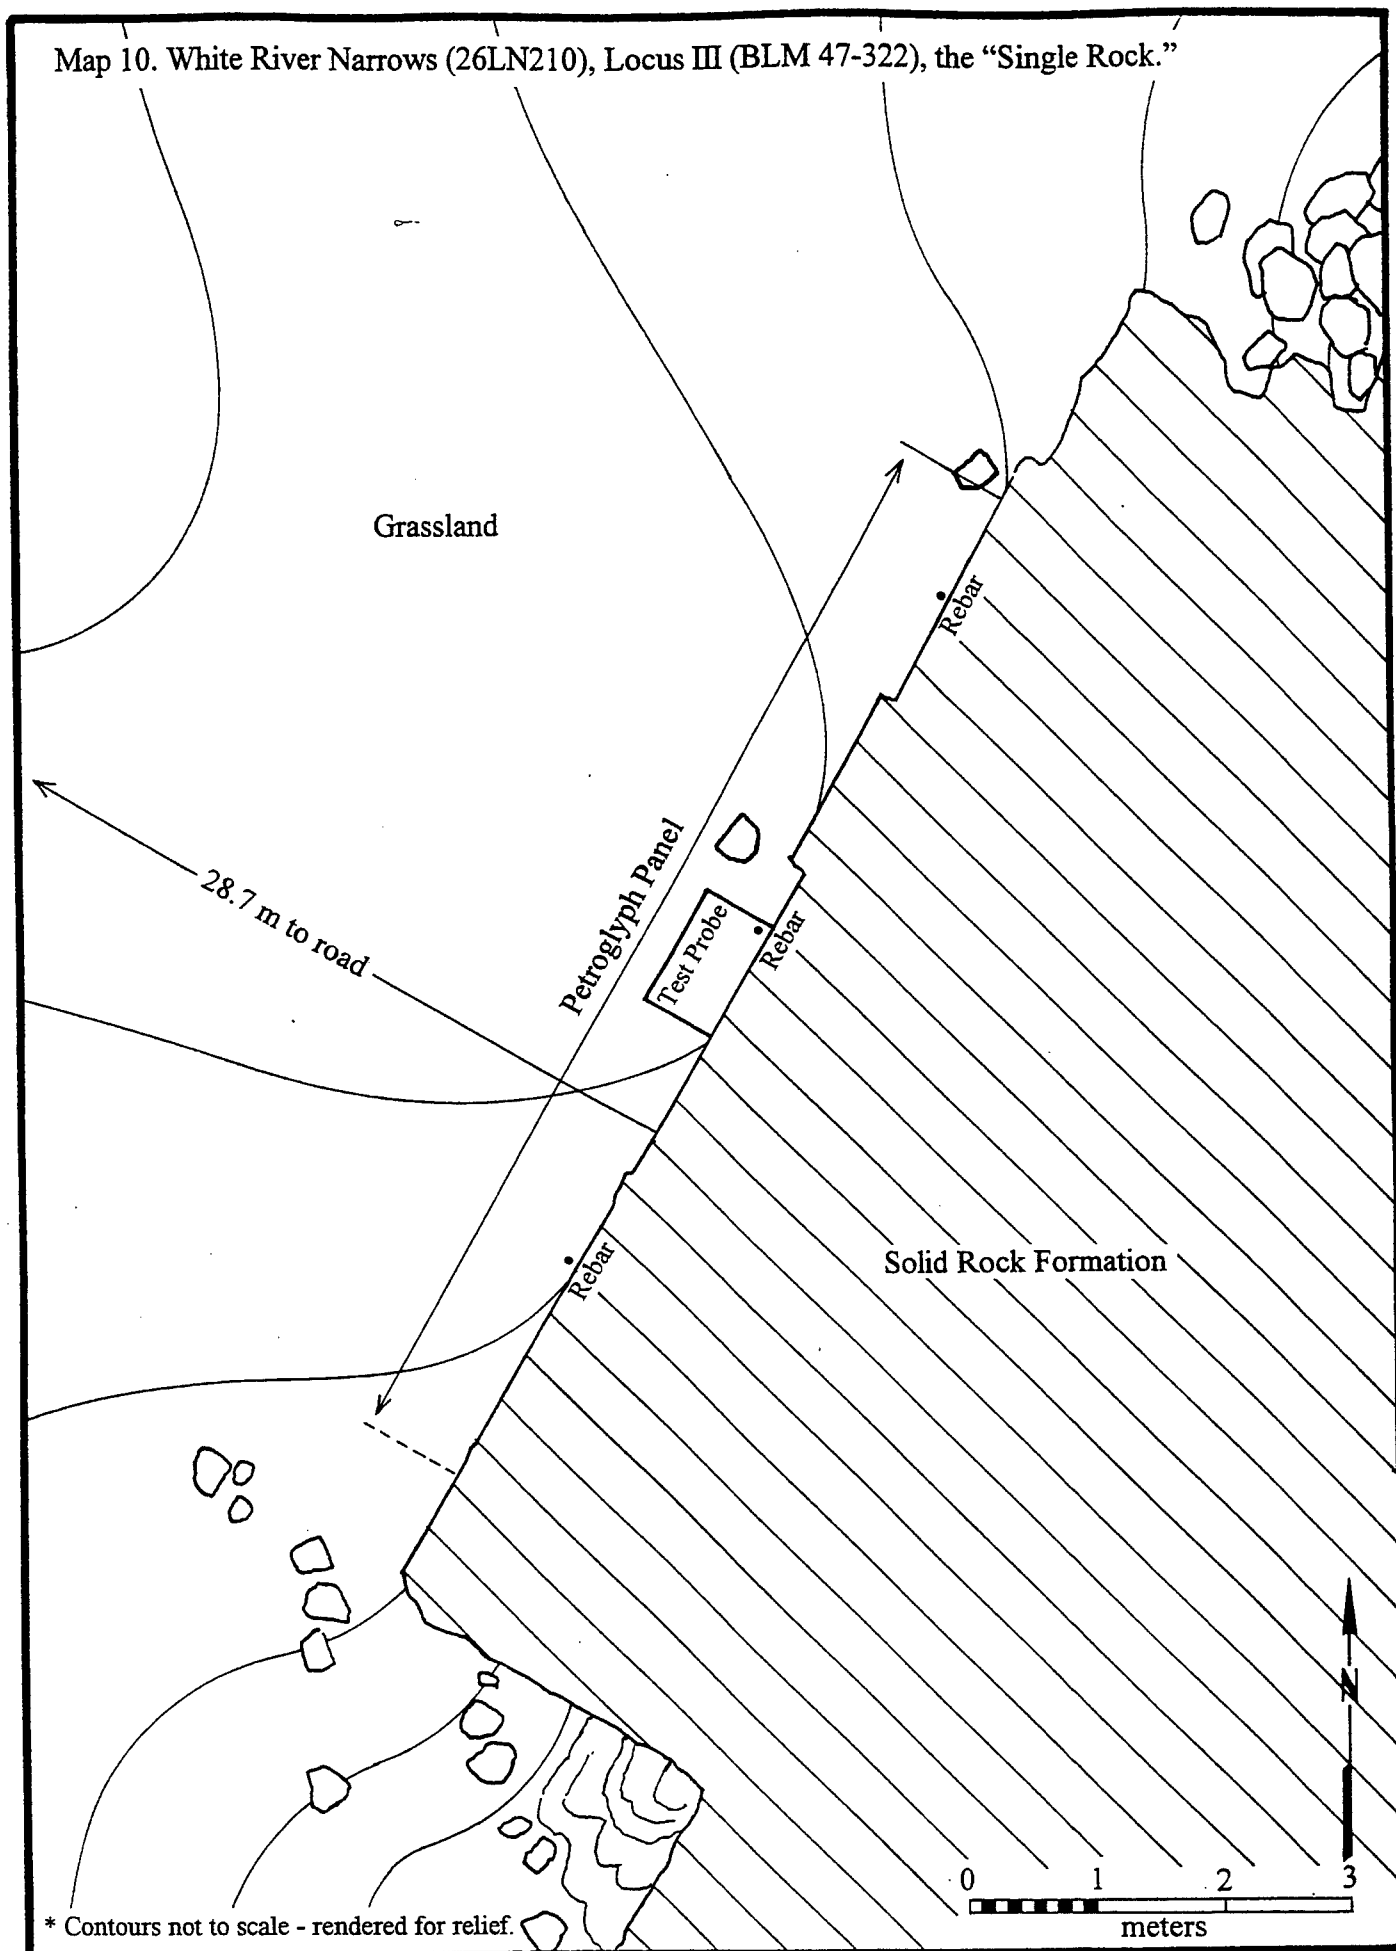 Map 10. White River Narrows (26LN210), Locus III (BLM 47-322), the “Single Rock.”
Grassland
Rebar
28.7 m to road
Petroglyph Panel
Test Probe
Rebar
Rebar
Solid Rock Formation
N
0 1 2 3
meters
* Contours not to scale - rendered for relief.